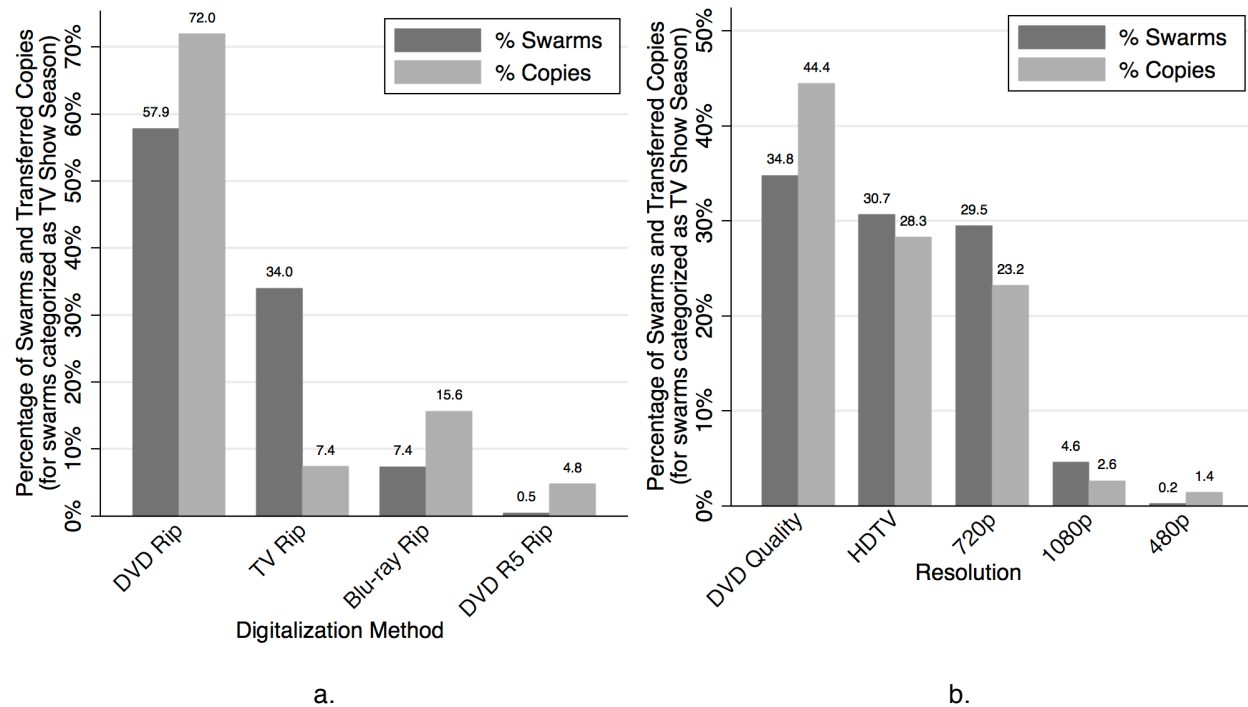 Percentage of Swarms and Transferred Copies
(for swarms categorized as TV Show Season)
0%
10%
20%
30%
40%
50%
60%
70%
% Swarms
% Copies
57.9
72.0
34.0
7.4
7.4
15.6
0.5
4.8
DVD Rip
TV Rip
Blu-ray Rip
DVD R5 Rip
Digitalization Method
a.
Percentage of Swarms and Transferred Copies
(for swarms categorized as TV Show Season)
0%
10%
20%
30%
40%
50%
% Swarms
% Copies
34.8
44.4
30.7
28.3
29.5
23.2
4.6
2.6
0.2
1.4
DVD Quality
HDTV
720p
1080p
480p
Resolution
b.